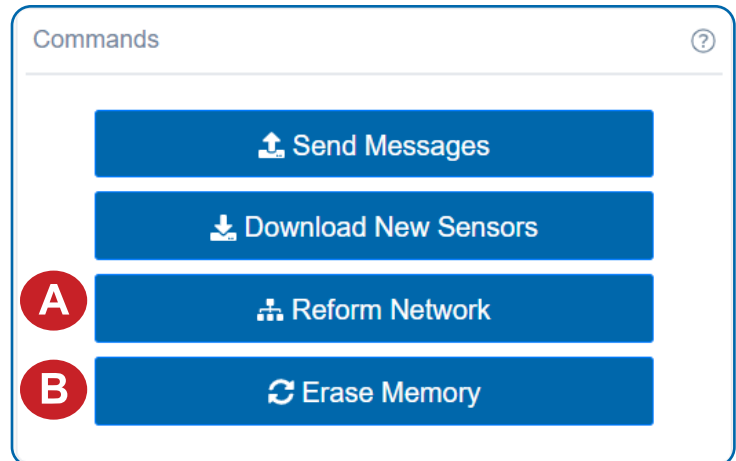 Commands
?
Send Messages
Download New Sensors
A
Reform Network
B
Erase Memory